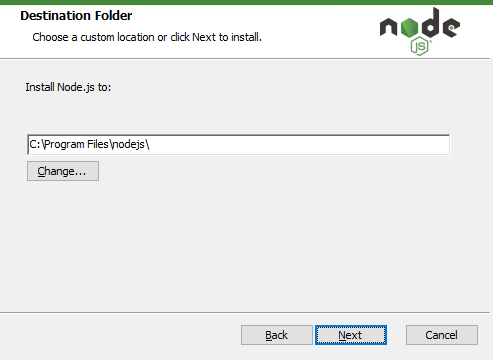 Destination Folder
Choose a custom location or click Next to install.
node
JS
Install Node.js to:
C:\Program Files\nodejs\
Change...
Back
Next
Cancel